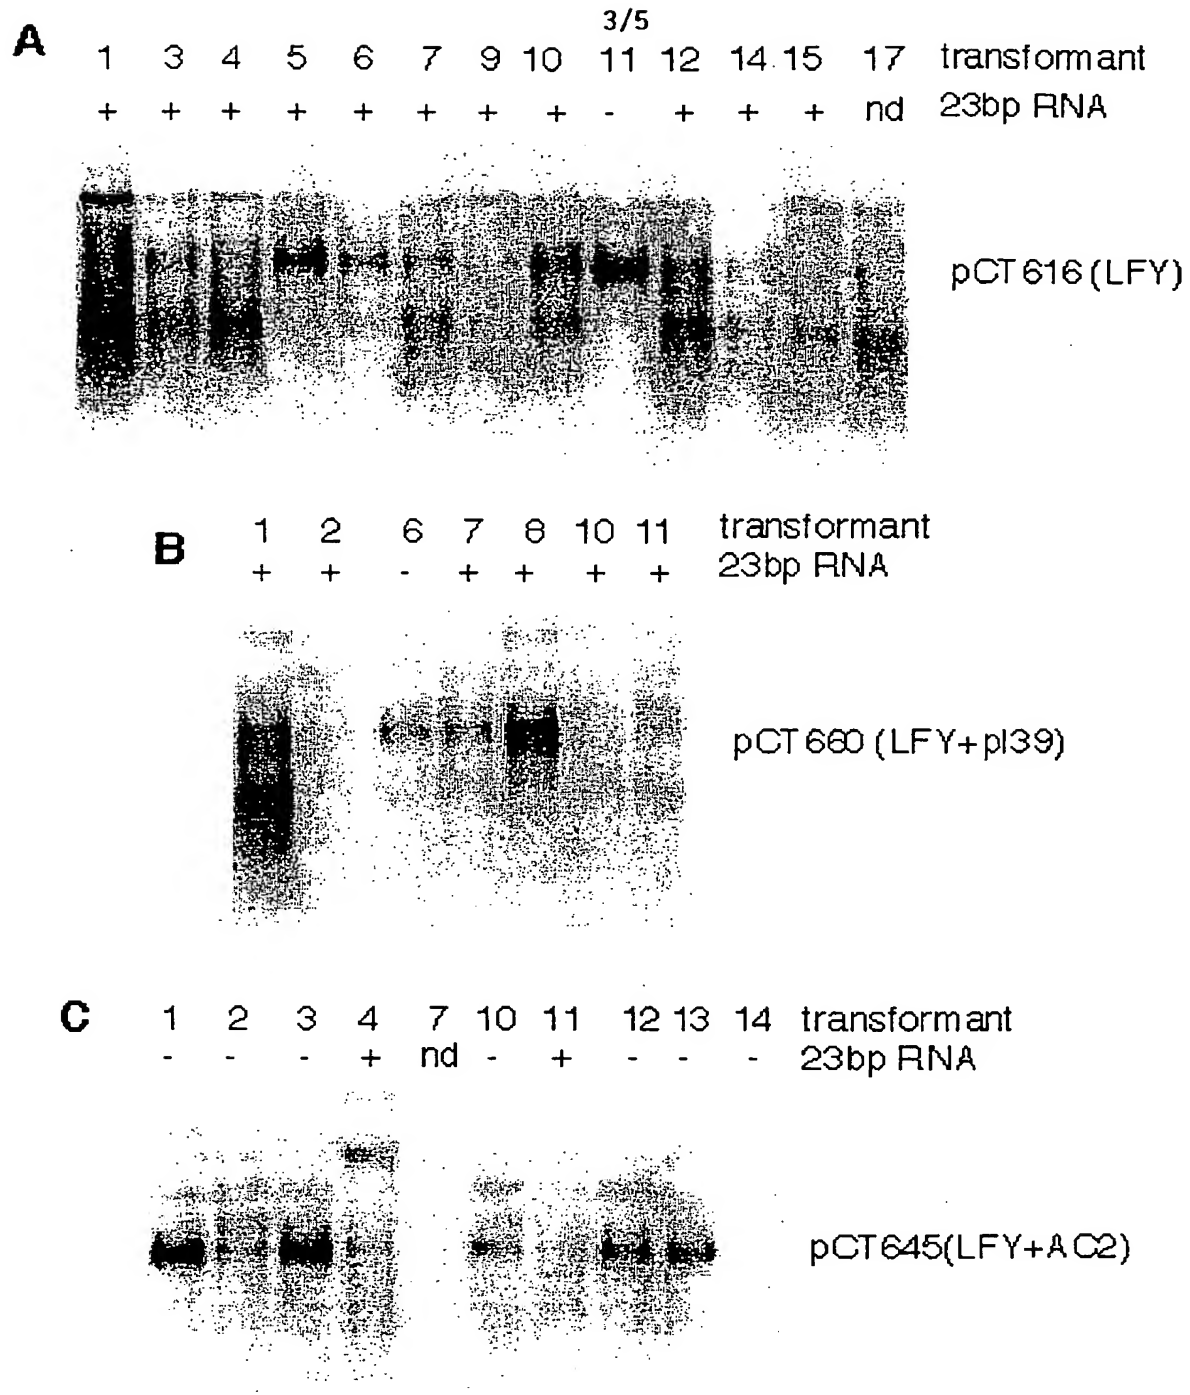 3/5
A 1 3 4 5 6 7 9 10 11 12 14 15 17 transformant
+ + + + + + + + - + + + nd 23bp RNA
pCT616(LFY)
B 1 2 6 7 8 10 11 transformant
+ + - + + + + 23bp RNA
pCT660 (LFY+pI39)
C 1 2 3 4 7 10 11 12 13 14 transformant
- - - + nd - + - - - 23bp RNA
pCT645(LFY+AC2)